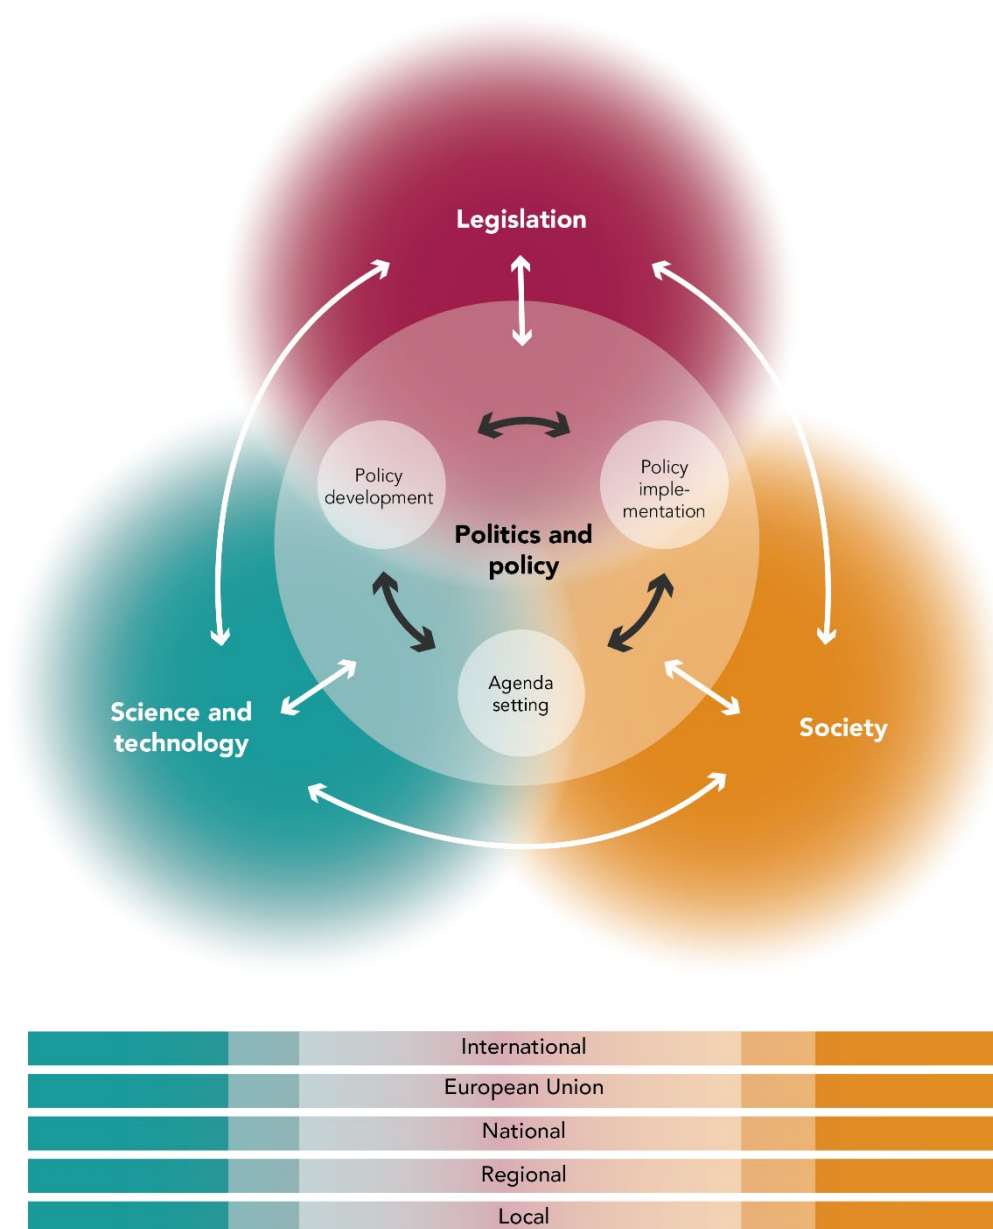 Legislation
Policy
development
Policy
imple-
mentation
Politics and
policy
Agenda
setting
Science and
technology
Society
International
European Union
National
Regional
Local